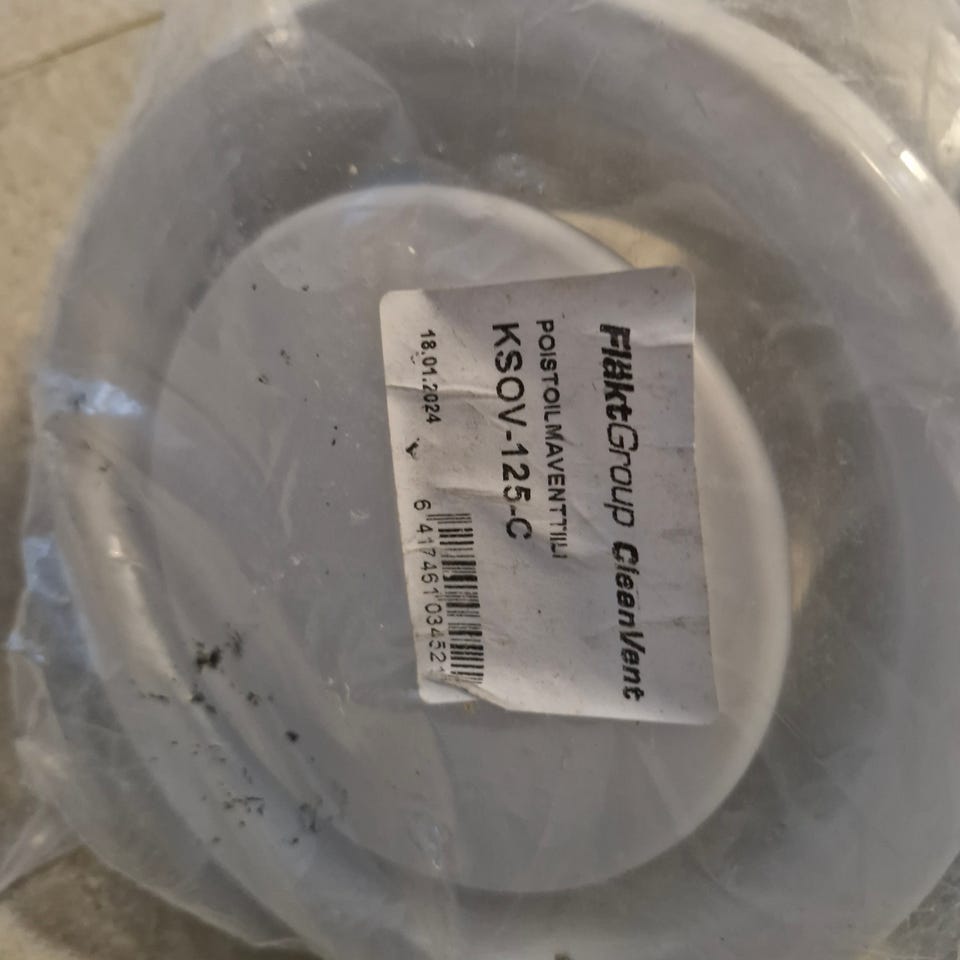 FläktGroup CleanVent
POISTOILMAVENTTIILI
KSOV-125-C
18.01.2024
6 417461 034521